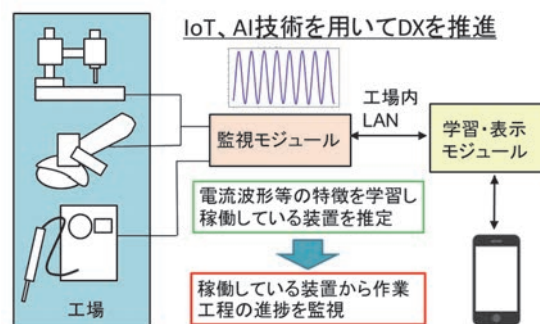 IoT、AI技術を用いてDXを推進
工場内
LAN
監視モジュール
学習・表示
モジュール
電流波形等の特徴を学習し
稼働している装置を推定
稼働している装置から作業
工程の進捗を監視
工場